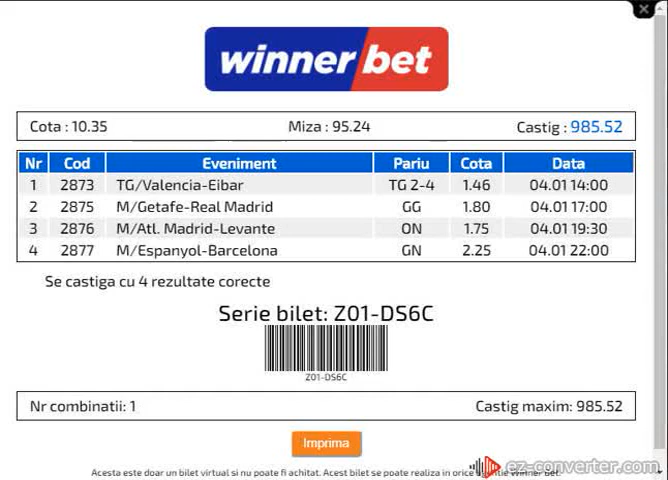 winner bet
Cota : 10.35 Miza : 95.24 Castig : 985.52
Nr Cod Eveniment Pariu Cota Data
1 2873 TG/Valencia-Eibar TG 2-4 1.46 04.01 14:00
2 2875 M/Getafe-Real Madrid GG 1.80 04.01 17:00
3 2876 M/Atl. Madrid-Levante ON 1.75 04.01 19:30
4 2877 M/Espanyol-Barcelona GN 2.25 04.01 22:00
Se castiga cu 4 rezultate corecte
Serie bilet: Z01-DS6C
Z01-DS6C
Nr combinatii: 1 Castig maxim: 985.52
Imprima
ez-converter.com
Acesta este doar un bilet virtual si nu poate fi achitat. Acest bilet se poate realiza in orice winner bet.